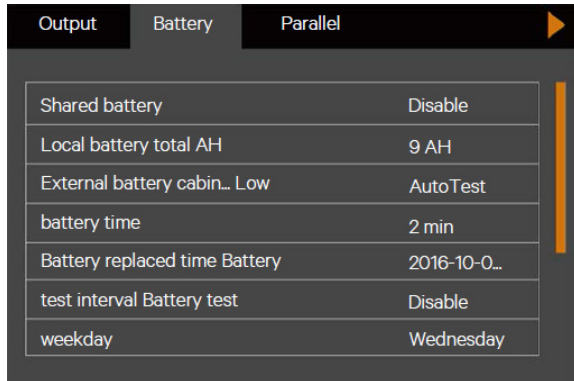 Output Battery Parallel
Shared battery Disable
Local battery total AH 9 AH
External battery cabin... Low AutoTest
battery time 2 min
Battery replaced time Battery 2016-10-0...
test interval Battery test Disable
weekday Wednesday